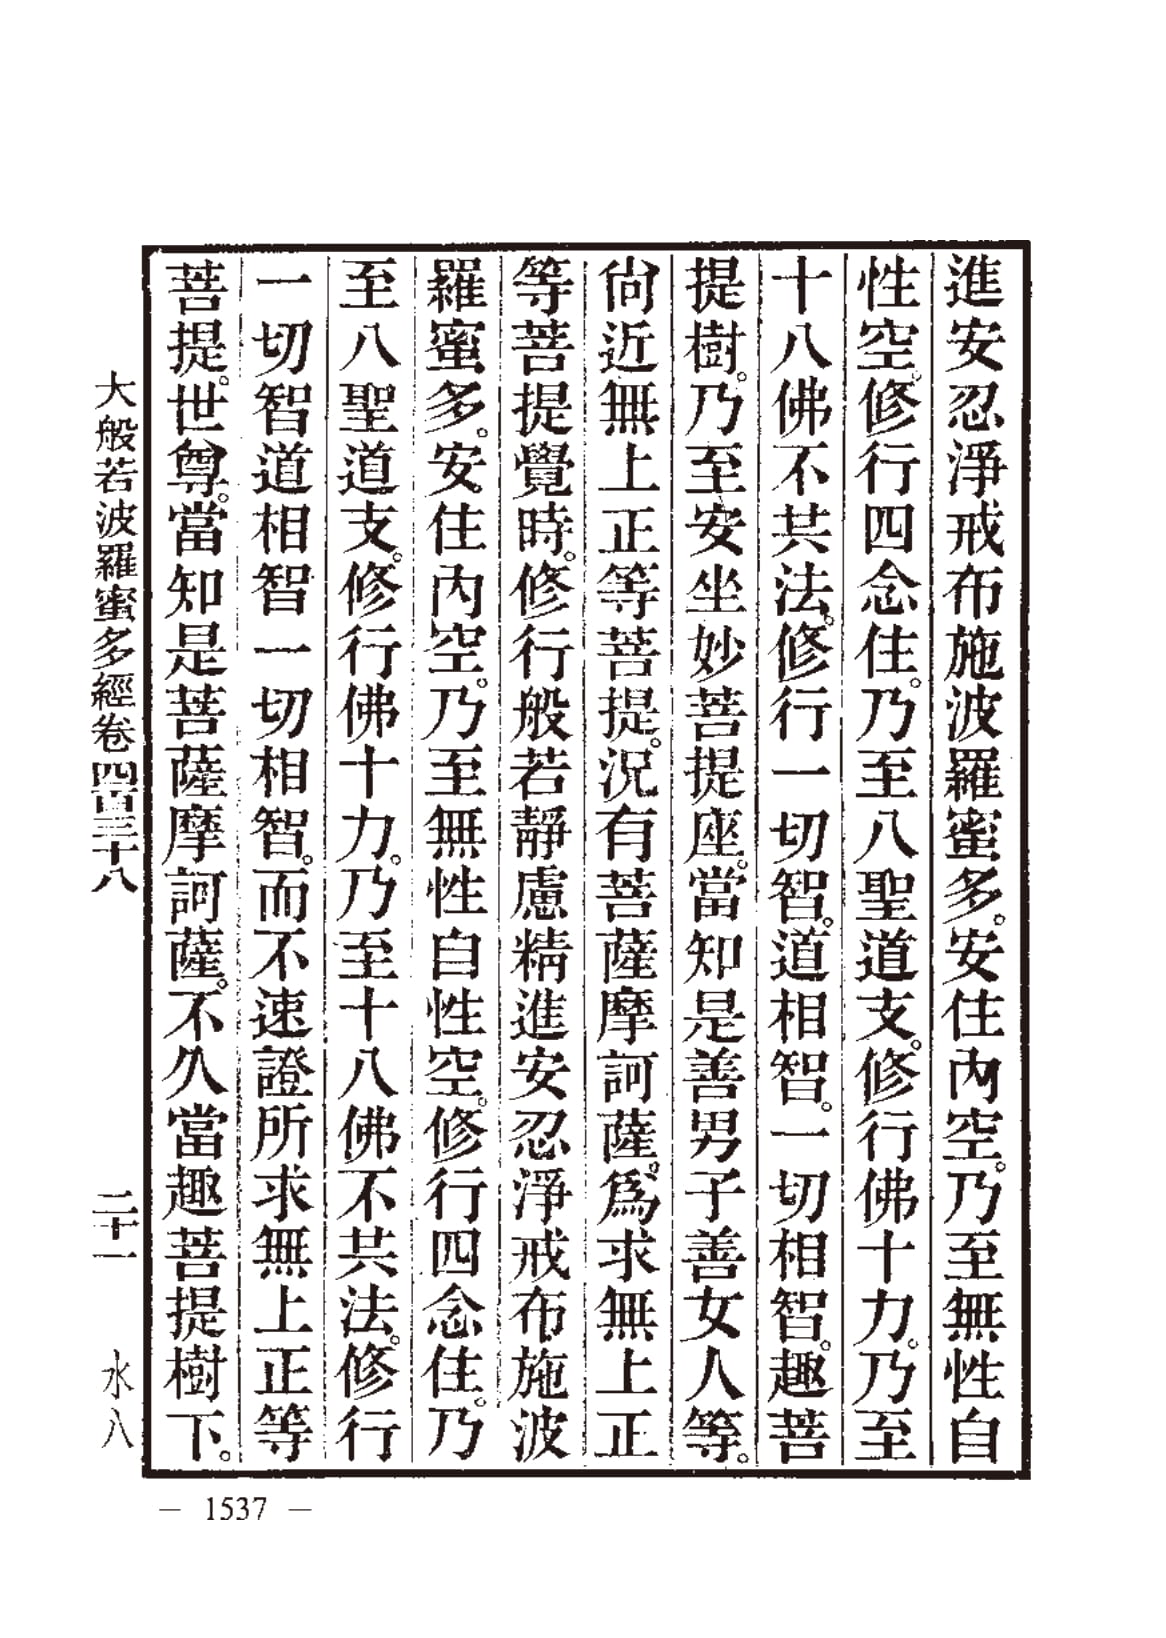 進安忍淨戒布施波羅蜜多。安住內空。乃至無性自
性空。修行四念住。乃至八聖道支。修行佛十力。乃至
十八佛不共法。修行一切智。道相智。一切相智。趣菩
提樹。乃至安坐妙菩提座。當知是善男子善女人等。
尙近無上正等菩提。況有菩薩摩訶薩。爲求無上正
等菩提覺時。修行般若靜慮精進安忍淨戒布施波
羅蜜多。安住內空。乃至無性自性空。修行四念住。乃
至八聖道支。修行佛十力。乃至十八佛不共法。修行
一切智道相智一切相智。而不速證所求無上正等
菩提。世尊。當知是菩薩摩訶薩。不久當趣菩提樹下。
大般若波羅蜜多經卷四百三十八 二十一 水八
— 1537 —